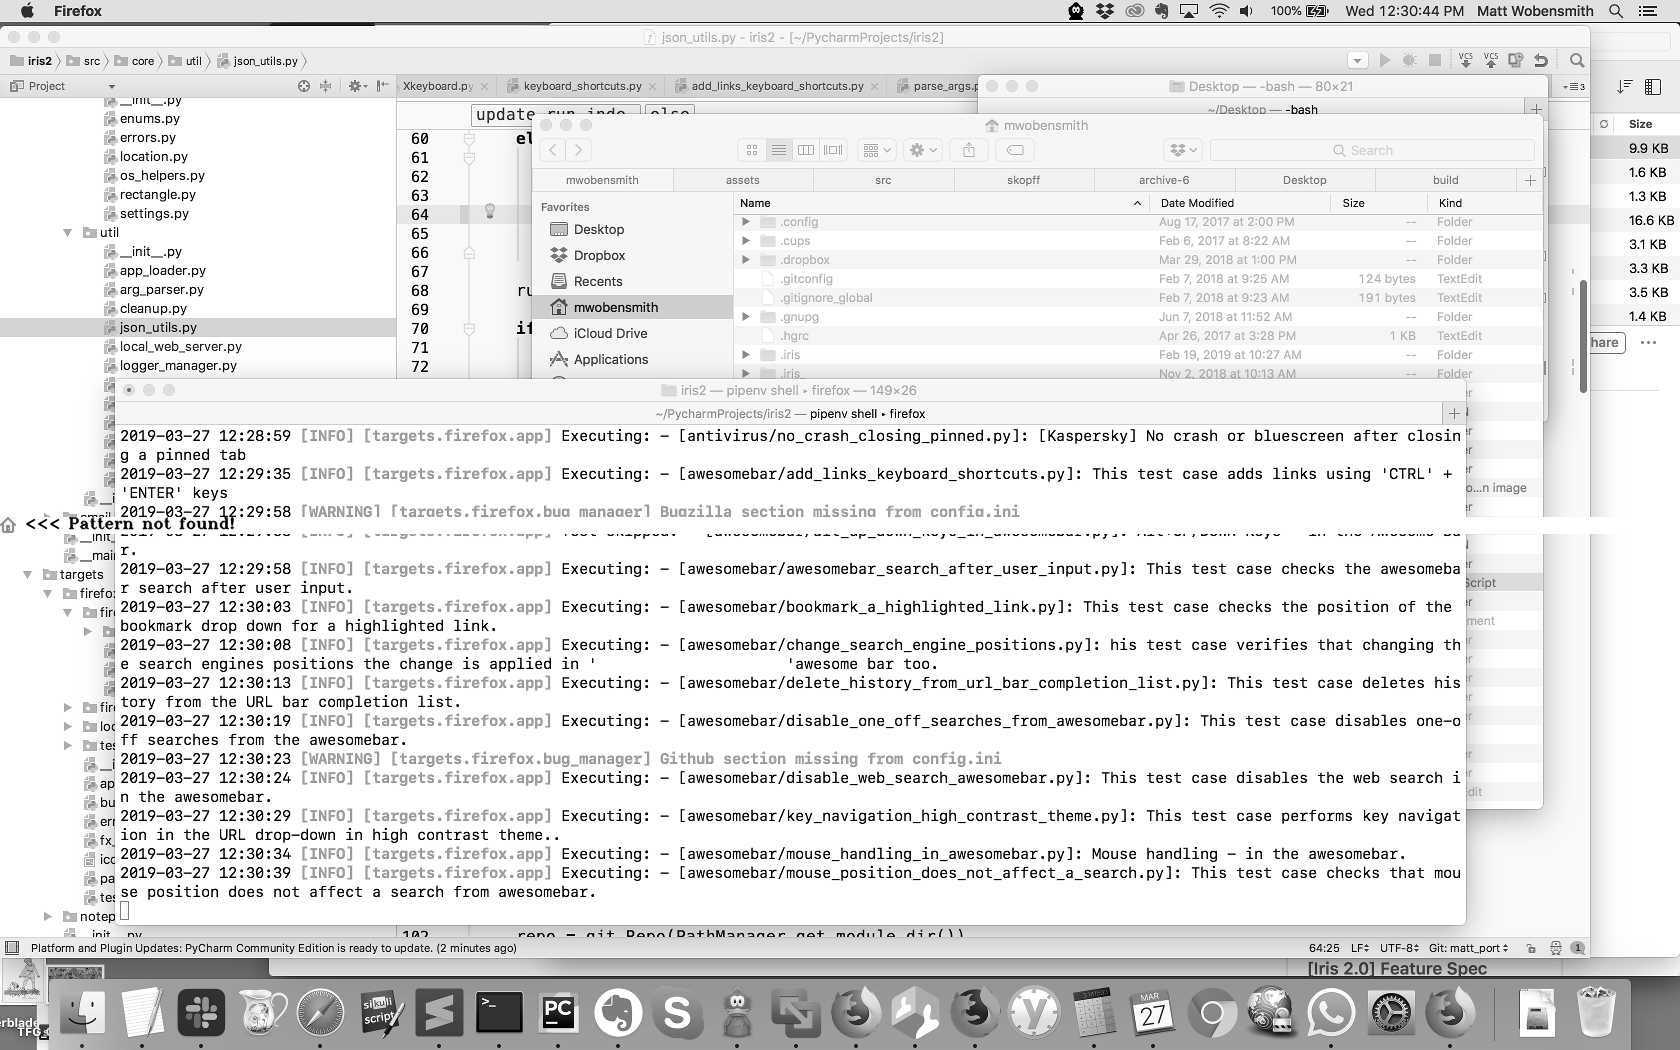 Firefox
100%
Wed 12:30:44 PM Matt Wobensmith
json_utils.py - iris2 - [~/PycharmProjects/iris2]
iris2 src core util json_utils.py
Project
Xkeyboard.py keyboard_shortcuts.py add_links_keyboard_shortcuts.py parse_args.p
Desktop — -bash — 80×21
~/Desktop — -bash
Size
9.9 KB
1.6 KB
1.3 KB
16.6 KB
3.1 KB
3.3 KB
3.5 KB
1.4 KB
hare
__init__.py
enums.py
errors.py
location.py
os_helpers.py
rectangle.py
settings.py
util
__init__.py
app_loader.py
arg_parser.py
cleanup.py
json_utils.py
local_web_server.py
logger_manager.py
update_run_inde else
60 el
61
62
63
64
65
66
67
68 ru
69
70 if
71
72
mwobensmith
Search
mwobensmith assets src skopff archive-6 Desktop build
Favorites
Desktop
Dropbox
Recents
mwobensmith
iCloud Drive
Applications
Name Date Modified Size Kind
.config Aug 17, 2017 at 2:00 PM -- Folder
.cups Feb 6, 2017 at 8:22 AM -- Folder
.dropbox Mar 29, 2018 at 1:00 PM -- Folder
.gitconfig Feb 7, 2018 at 9:25 AM 124 bytes TextEdit
.gitignore_global Feb 7, 2018 at 9:23 AM 191 bytes TextEdit
.gnupg Jun 7, 2018 at 11:52 AM -- Folder
.hgrc Apr 26, 2017 at 3:28 PM 1 KB TextEdit
.iris Feb 19, 2019 at 10:27 AM -- Folder
.iris_ Nov 2, 2018 at 10:13 AM -- Folder
iris2 — pipenv shell ▸ firefox — 149×26
~/PycharmProjects/iris2 — pipenv shell ▸ firefox
2019-03-27 12:28:59 [INFO] [targets.firefox.app] Executing: - [antivirus/no_crash_closing_pinned.py]: [Kaspersky] No crash or bluescreen after closin
g a pinned tab
2019-03-27 12:29:35 [INFO] [targets.firefox.app] Executing: - [awesomebar/add_links_keyboard_shortcuts.py]: This test case adds links using 'CTRL' +
'ENTER' keys
2019-03-27 12:29:58 [WARNING] [targets.firefox.bug_manager] Bugzilla section missing from config.ini
<<< Pattern not found!
r.
2019-03-27 12:29:58 [INFO] [targets.firefox.app] Executing: - [awesomebar/awesomebar_search_after_user_input.py]: This test case checks the awesomeba
r search after user input.
2019-03-27 12:30:03 [INFO] [targets.firefox.app] Executing: - [awesomebar/bookmark_a_highlighted_link.py]: This test case checks the position of the
bookmark drop down for a highlighted link.
2019-03-27 12:30:08 [INFO] [targets.firefox.app] Executing: - [awesomebar/change_search_engine_positions.py]: his test case verifies that changing th
e search engines positions the change is applied in ' 'awesome bar too.
2019-03-27 12:30:13 [INFO] [targets.firefox.app] Executing: - [awesomebar/delete_history_from_url_bar_completion_list.py]: This test case deletes his
tory from the URL bar completion list.
2019-03-27 12:30:19 [INFO] [targets.firefox.app] Executing: - [awesomebar/disable_one_off_searches_from_awesomebar.py]: This test case disables one-o
ff searches from the awesomebar.
2019-03-27 12:30:23 [WARNING] [targets.firefox.bug_manager] Github section missing from config.ini
2019-03-27 12:30:24 [INFO] [targets.firefox.app] Executing: - [awesomebar/disable_web_search_awesomebar.py]: This test case disables the web search i
n the awesomebar.
2019-03-27 12:30:29 [INFO] [targets.firefox.app] Executing: - [awesomebar/key_navigation_high_contrast_theme.py]: This test case performs key navigat
ion in the URL drop-down in high contrast theme..
2019-03-27 12:30:34 [INFO] [targets.firefox.app] Executing: - [awesomebar/mouse_handling_in_awesomebar.py]: Mouse handling - in the awesomebar.
2019-03-27 12:30:39 [INFO] [targets.firefox.app] Executing: - [awesomebar/mouse_position_does_not_affect_a_search.py]: This test case checks that mou
se position does not affect a search from awesomebar.
targets
firefo
notep
o...n image
Script
ment
102 repo = git.Repo(PathManager.get_module_dir())
Platform and Plugin Updates: PyCharm Community Edition is ready to update. (2 minutes ago)
64:25 LF UTF-8 Git: matt_port
[Iris 2.0] Feature Spec
sikuli
script
PC
MAR
27
erblade
TFG